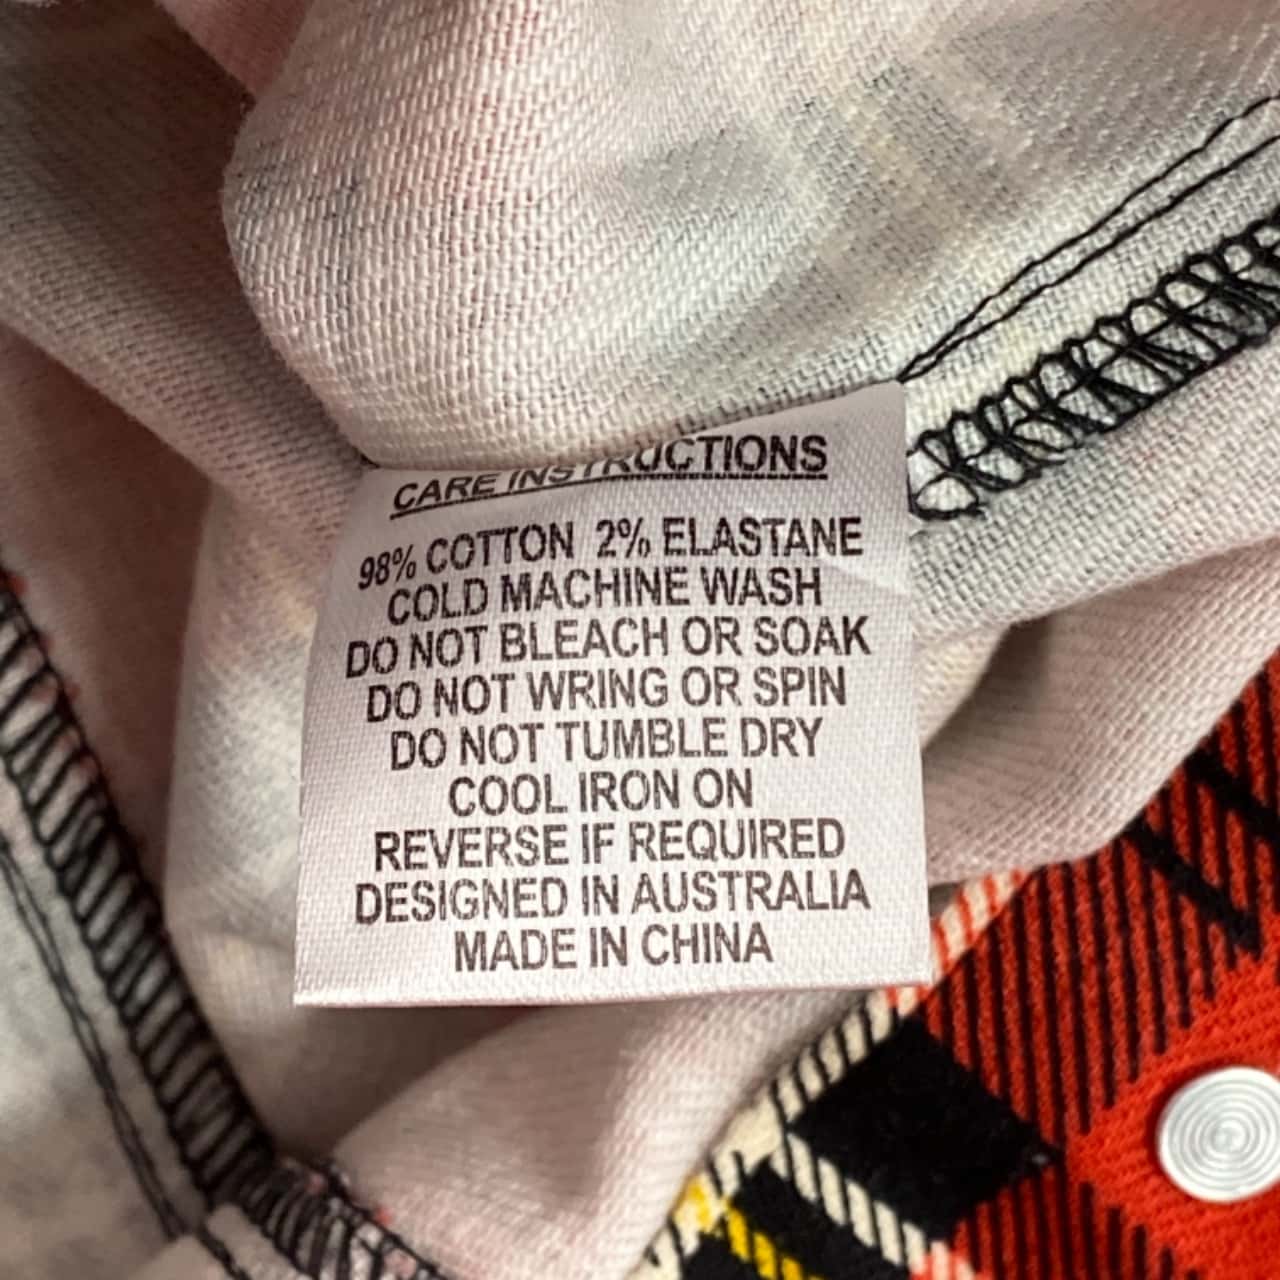 CARE INSTRUCTIONS
98% COTTON 2% ELASTANE
COLD MACHINE WASH
DO NOT BLEACH OR SOAK
DO NOT WRING OR SPIN
DO NOT TUMBLE DRY
COOL IRON ON
REVERSE IF REQUIRED
DESIGNED IN AUSTRALIA
MADE IN CHINA